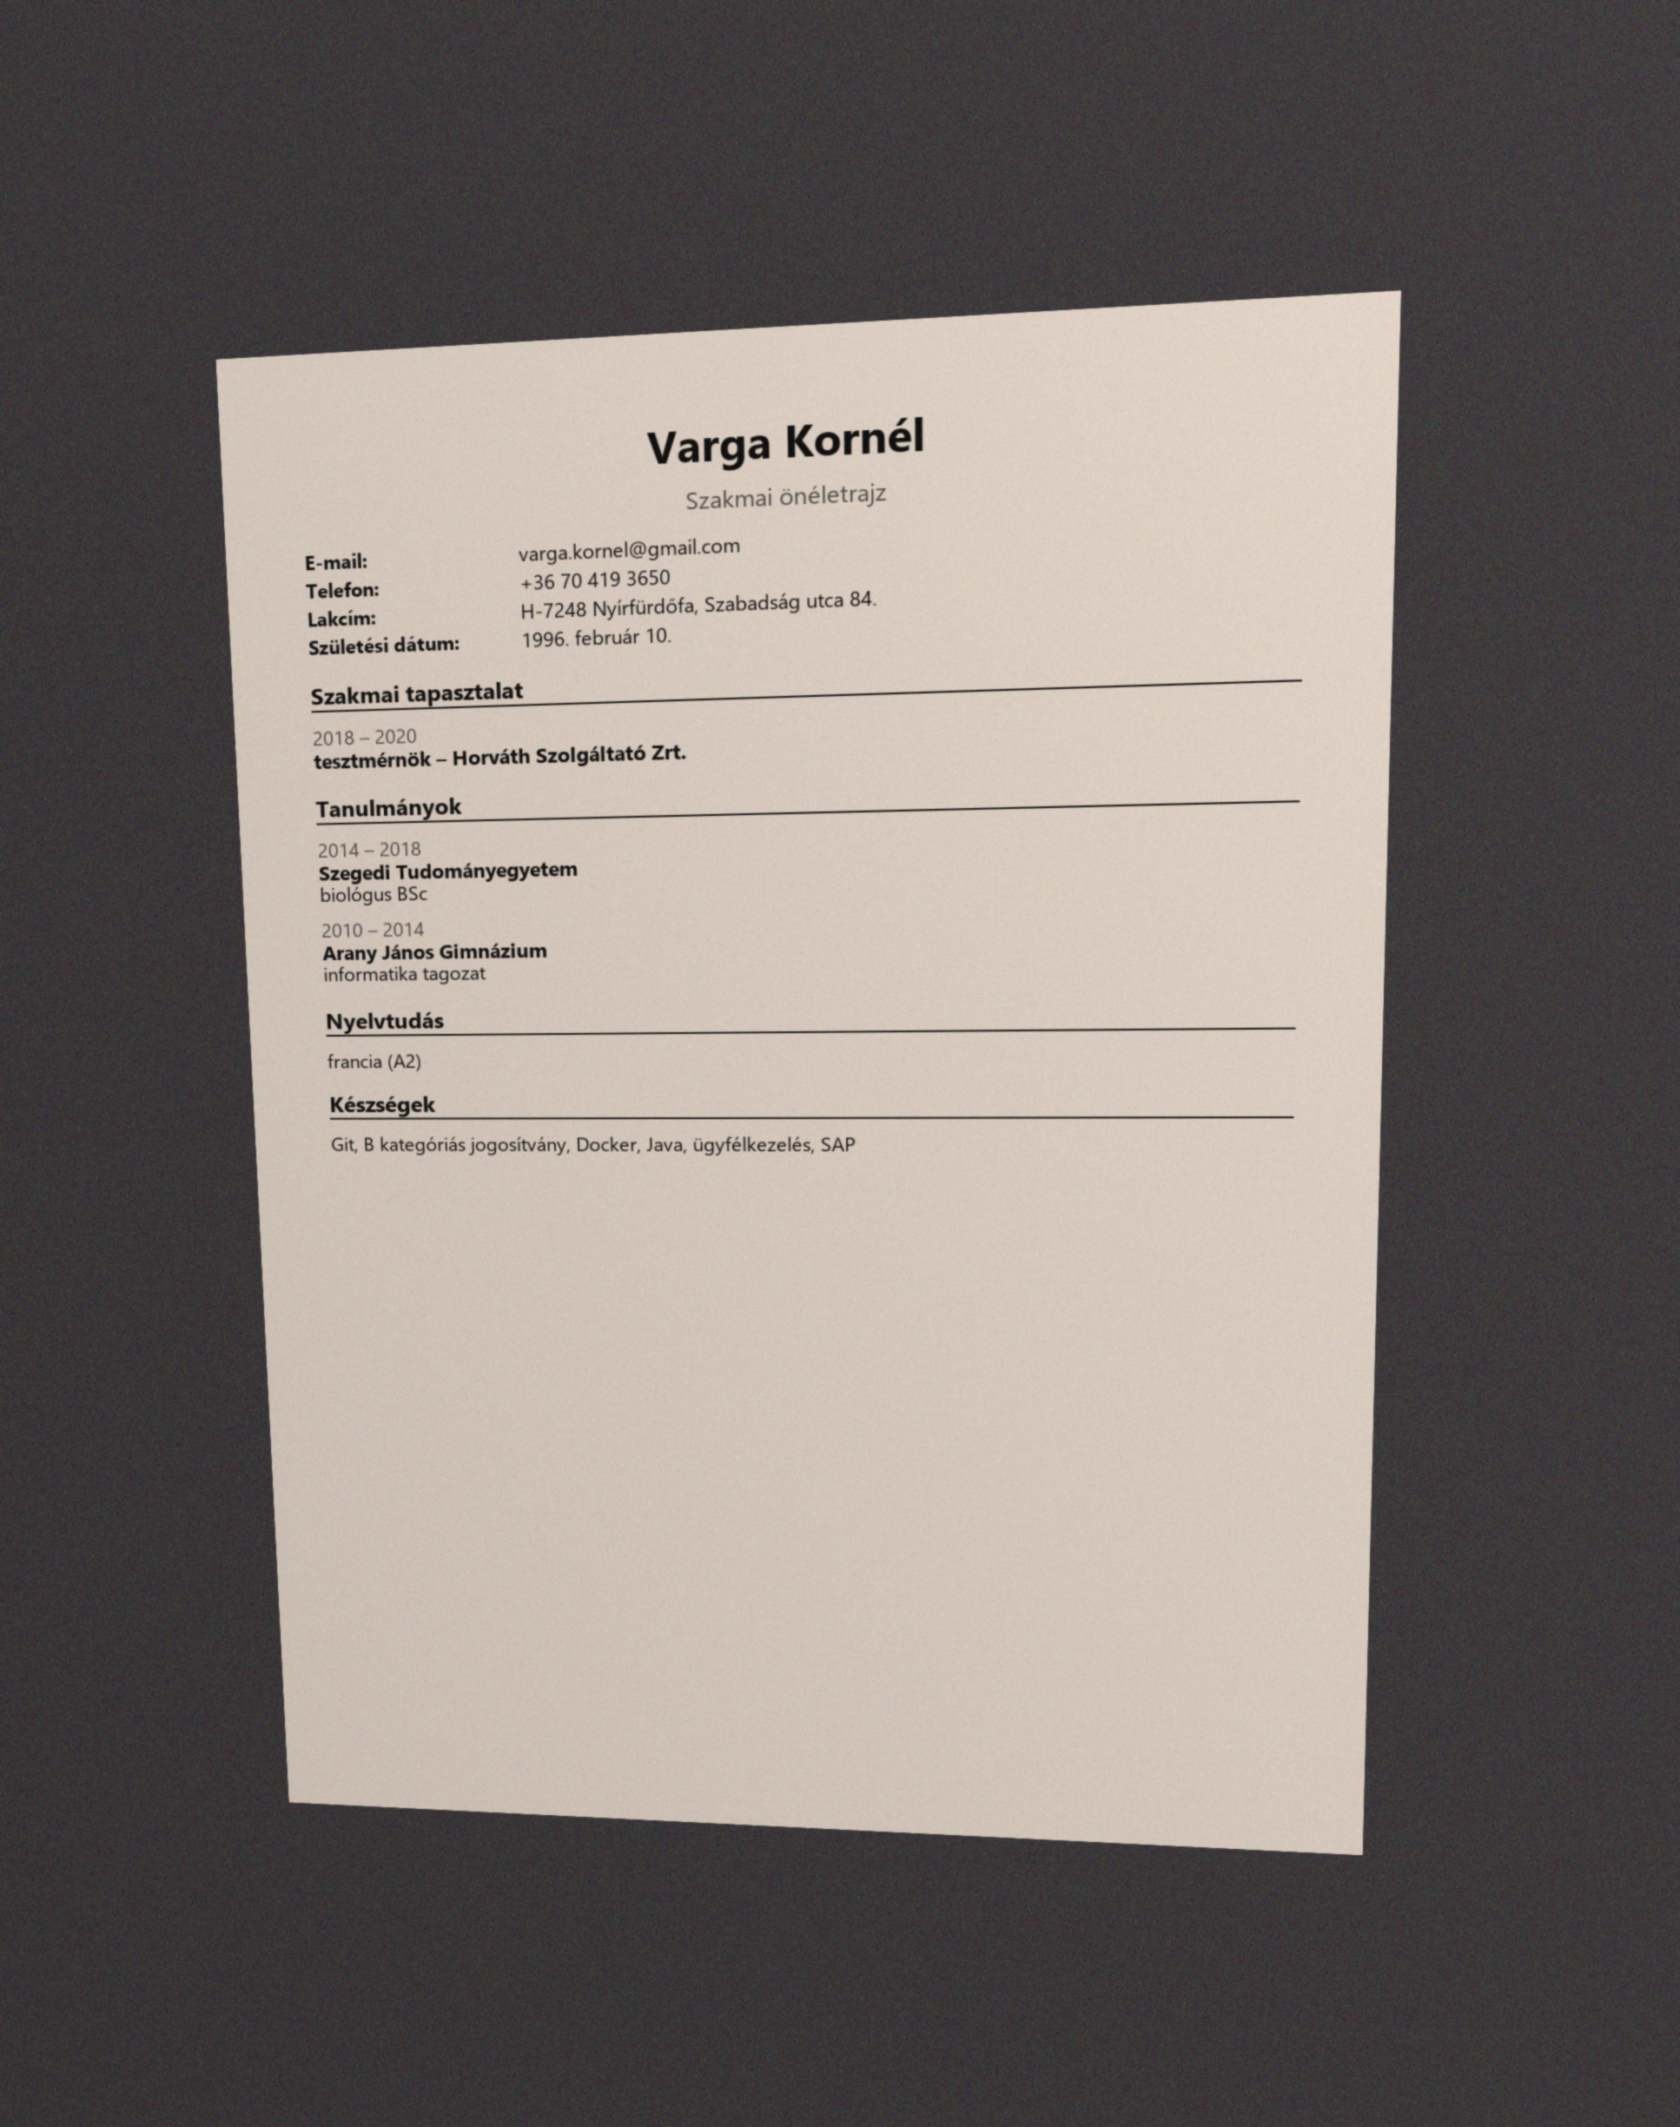 Varga Kornél
Szakmai önéletrajz
E-mail: varga.kornel@gmail.com
Telefon: +36 70 419 3650
Lakcím: H-7248 Nyírfürdőfa, Szabadság utca 84.
Születési dátum: 1996. február 10.
Szakmai tapasztalat
2018 – 2020
tesztmérnök – Horváth Szolgáltató Zrt.
Tanulmányok
2014 – 2018
Szegedi Tudományegyetem
biológus BSc
2010 – 2014
Arany János Gimnázium
informatika tagozat
Nyelvtudás
francia (A2)
Készségek
Git, B kategóriás jogosítvány, Docker, Java, ügyfélkezelés, SAP